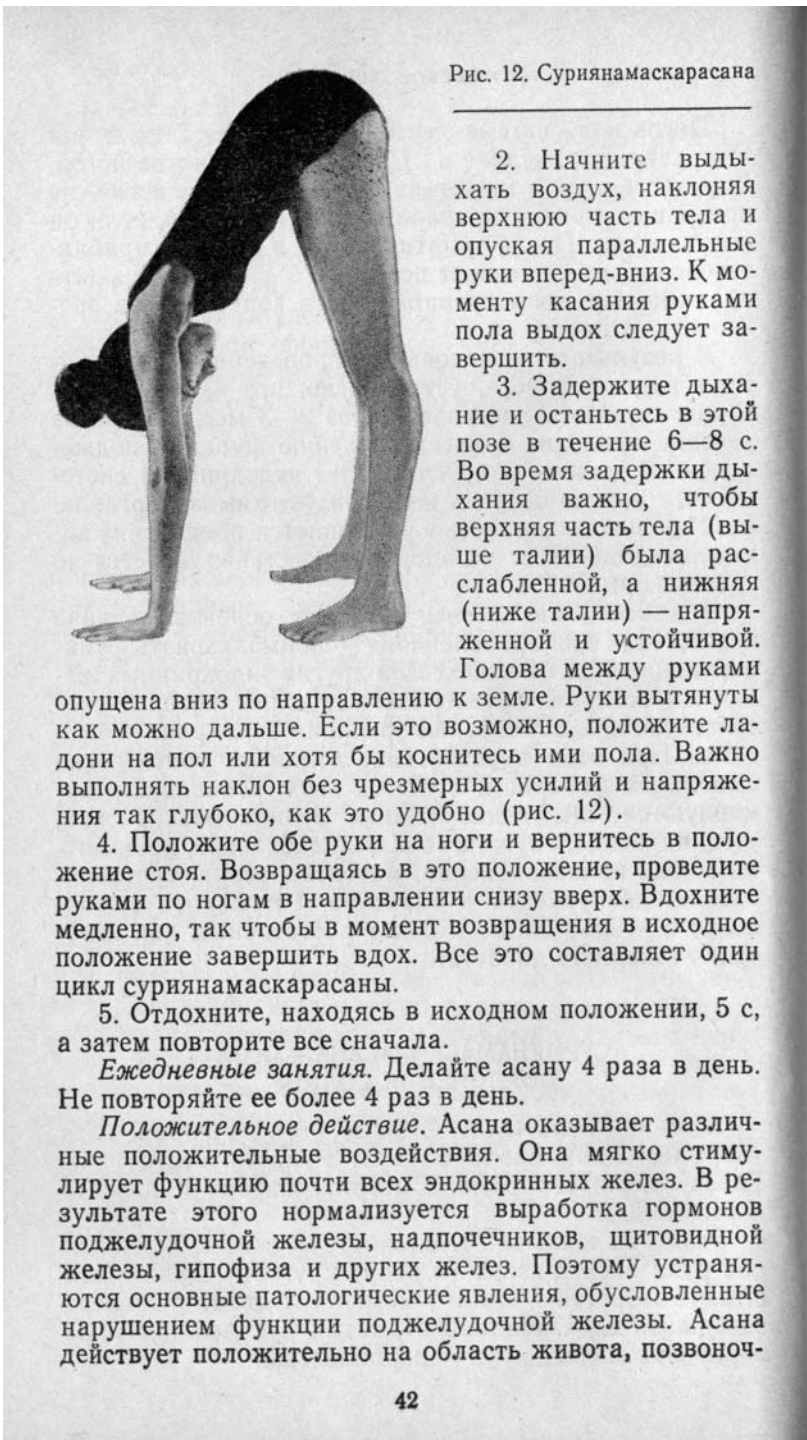 Рис. 12. Суриянамаскарасана
2. Начните выды-
хать воздух, наклоняя
верхнюю часть тела и
опуская параллельные
руки вперед-вниз. К мо-
менту касания руками
пола выдох следует за-
вершить.
3. Задержите дыха-
ние и останьтесь в этой
позе в течение 6—8 с.
Во время задержки ды-
хания важно, чтобы
верхняя часть тела (вы-
ше талии) была рас-
слабленной, а нижняя
(ниже талии) — напря-
женной и устойчивой.
Голова между руками
опущена вниз по направлению к земле. Руки вытянуты
как можно дальше. Если это возможно, положите ла-
дони на пол или хотя бы коснитесь ими пола. Важно
выполнять наклон без чрезмерных усилий и напряже-
ния так глубоко, как это удобно (рис. 12).
4. Положите обе руки на ноги и вернитесь в поло-
жение стоя. Возвращаясь в это положение, проведите
руками по ногам в направлении снизу вверх. Вдохните
медленно, так чтобы в момент возвращения в исходное
положение завершить вдох. Все это составляет один
цикл суриянамаскарасаны.
5. Отдохните, находясь в исходном положении, 5 с,
а затем повторите все сначала.
Ежедневные занятия. Делайте асану 4 раза в день.
Не повторяйте ее более 4 раз в день.
Положительное действие. Асана оказывает различ-
ные положительные воздействия. Она мягко стиму-
лирует функцию почти всех эндокринных желез. В ре-
зультате этого нормализуется выработка гормонов
поджелудочной железы, надпочечников, щитовидной
железы, гипофиза и других желез. Поэтому устраня-
ются основные патологические явления, обусловленные
нарушением функции поджелудочной железы. Асана
действует положительно на область живота, позвоноч-
42